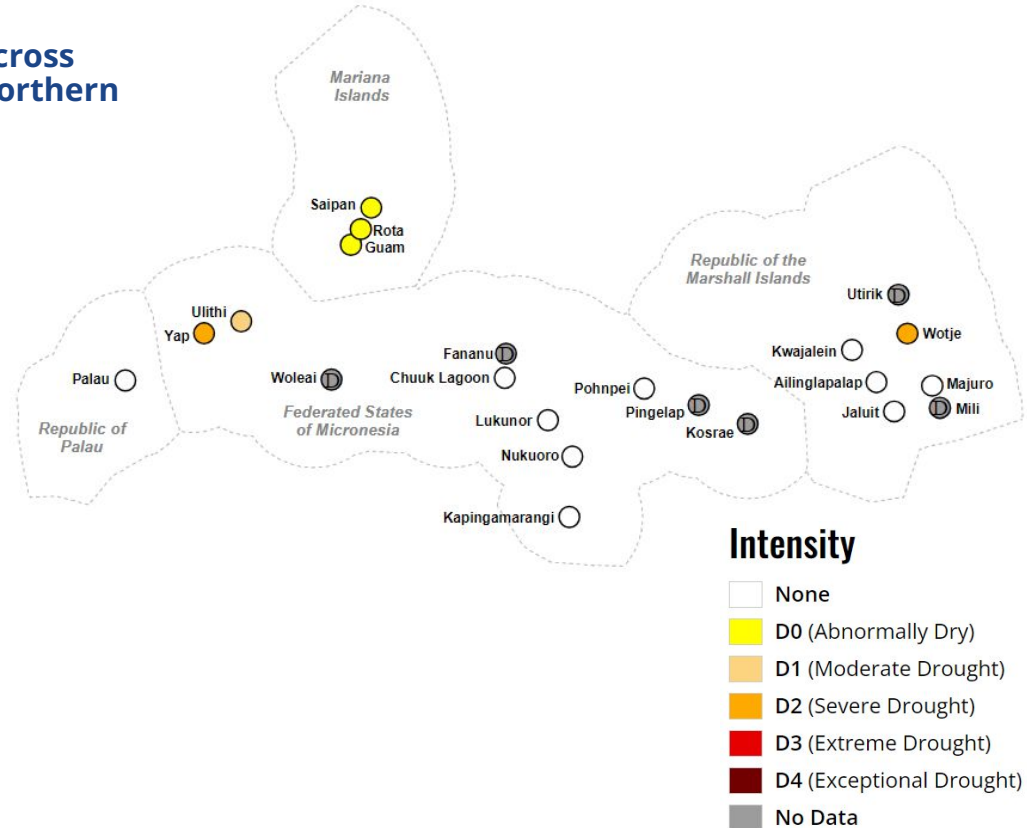 cross
orthern
Mariana
Islands
Saipan
Rota
Guam
Republic of the
Marshall Islands
Utirik
D
Ulithi
Yap
Wotje
Fananu
D
Kwajalein
Palau
Woleai
D
Chuuk Lagoon
Pohnpei
Ailinglapalap
Majuro
Pingelap
D
Jaluit
D
Mili
Federated States
of Micronesia
Lukunor
Kosrae
D
Republic of
Palau
Nukuoro
Kapingamarangi
Intensity
None
D0 (Abnormally Dry)
D1 (Moderate Drought)
D2 (Severe Drought)
D3 (Extreme Drought)
D4 (Exceptional Drought)
No Data